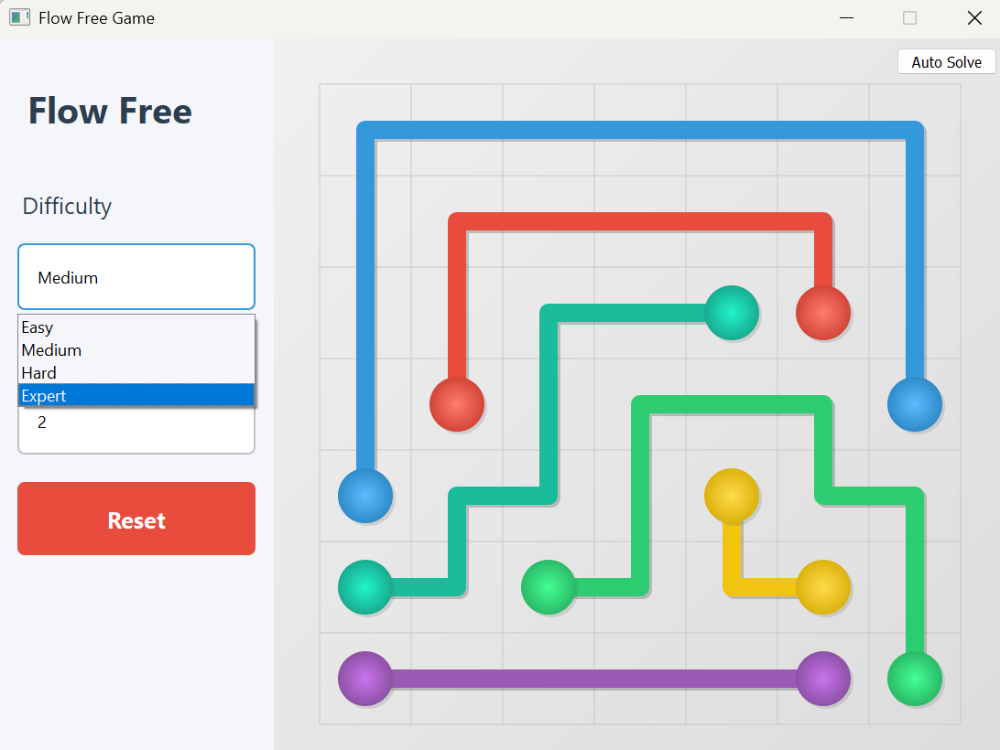 Flow Free Game
Auto Solve
Flow Free
Difficulty
Medium
Easy
Medium
Hard
Expert
2
Reset